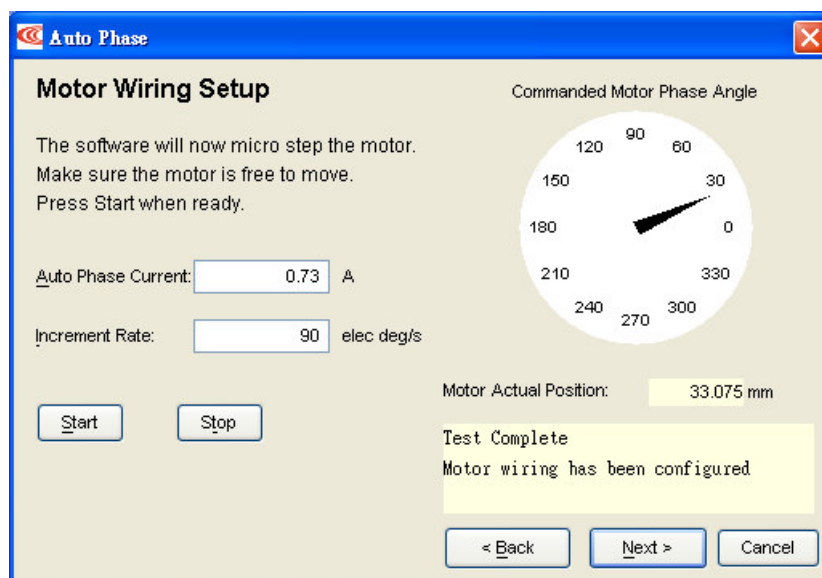 Auto Phase
Motor Wiring Setup
The software will now micro step the motor.
Make sure the motor is free to move.
Press Start when ready.
Auto Phase Current: 0.73 A
Increment Rate: 90 elec deg/s
Start Stop
Commanded Motor Phase Angle
90
120 60
150 30
180 0
210 330
240 300
270
Motor Actual Position: 33.075 mm
Test Complete
Motor wiring has been configured
< Back Next > Cancel